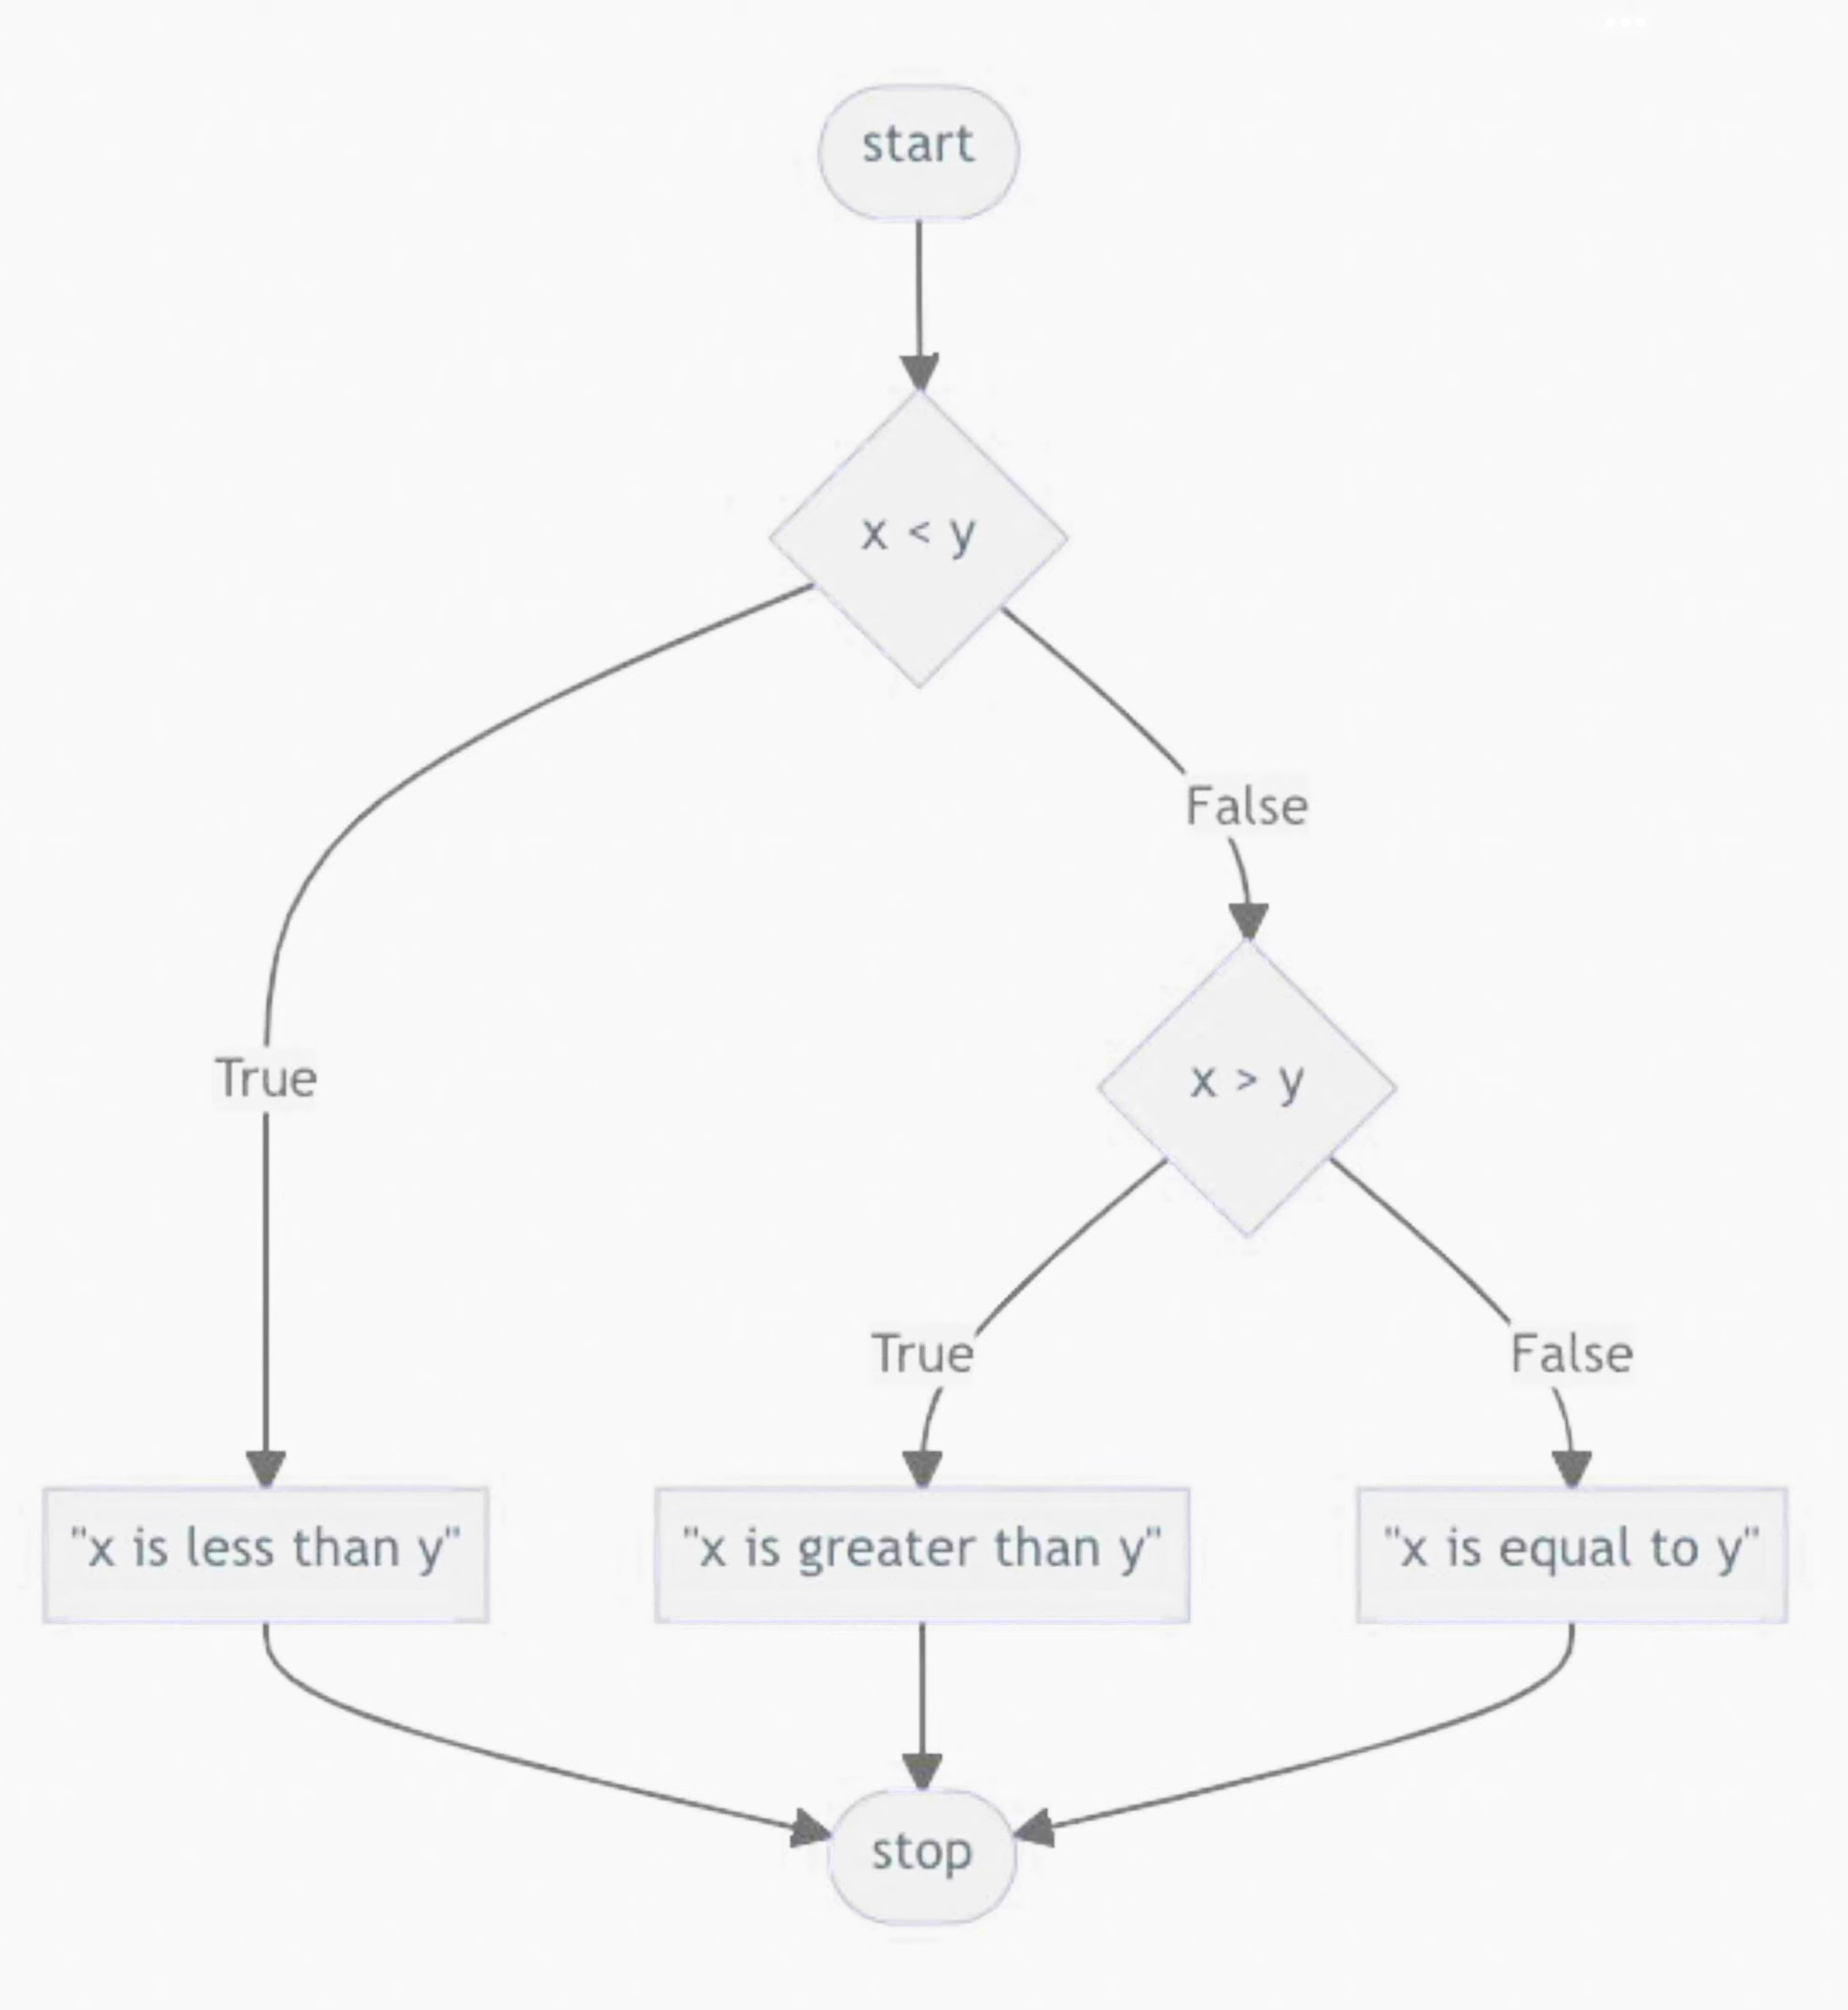 start
x < y
False
True
x > y
True
False
"x is less than y"
"x is greater than y"
"x is equal to y"
stop